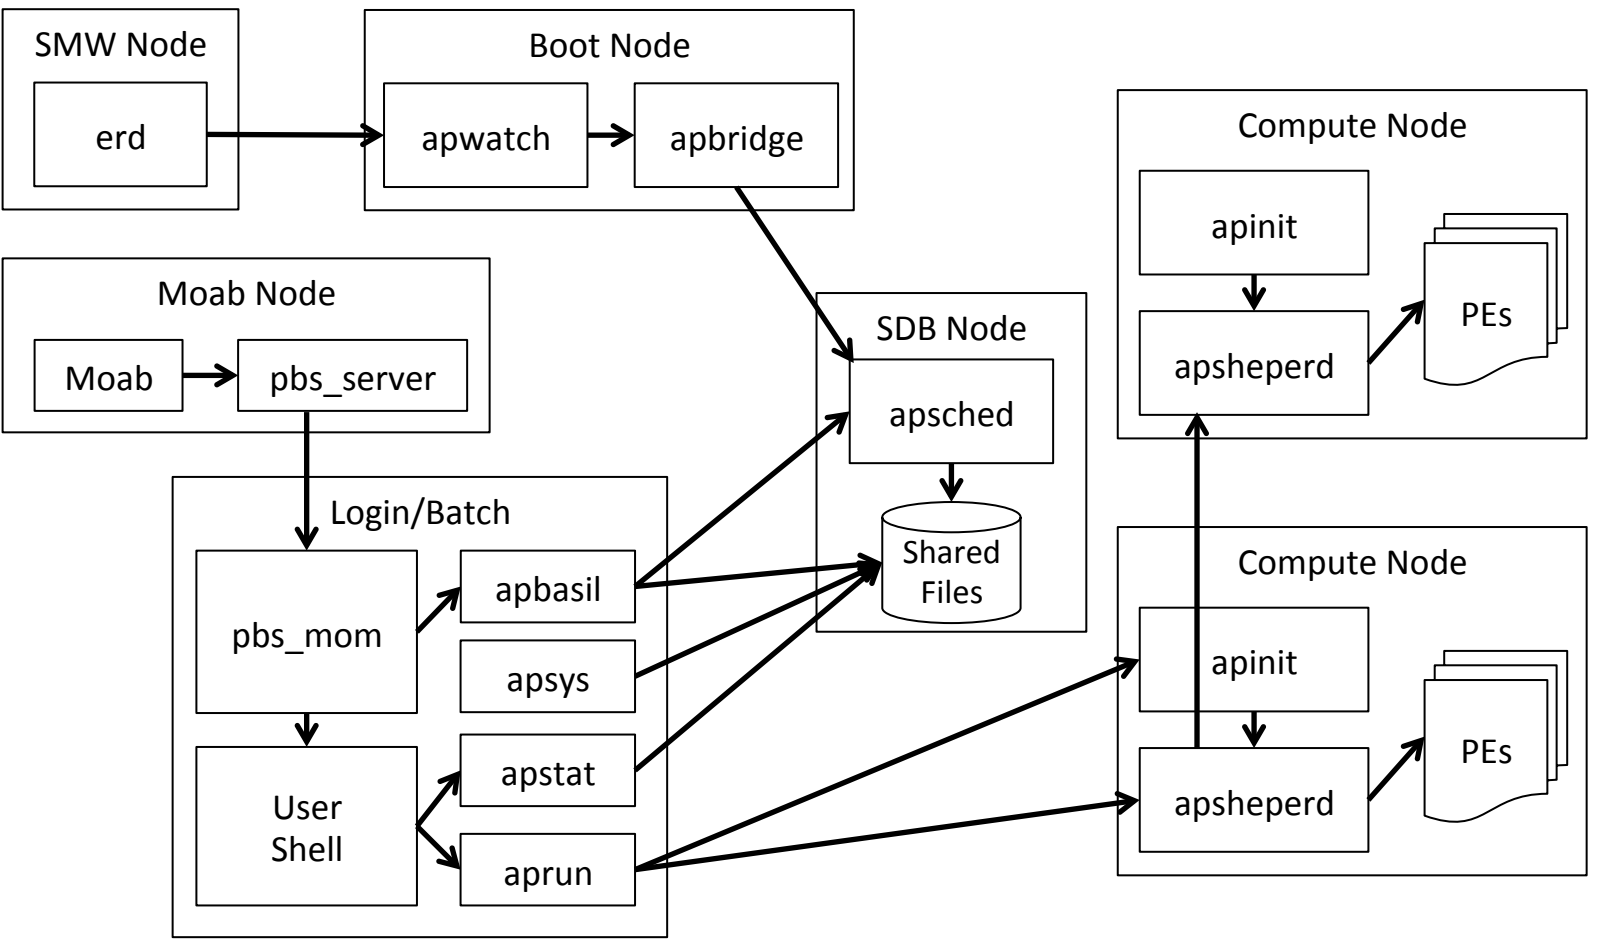 SMW Node
erd
Boot Node
apwatch
apbridge
Moab Node
Moab
pbs_server
Login/Batch
pbs_mom
apbasil
apsys
apstat
aprun
User
Shell
SDB Node
apsched
Shared
Files
Compute Node
apinit
apsheperd
PEs
Compute Node
apinit
apsheperd
PEs